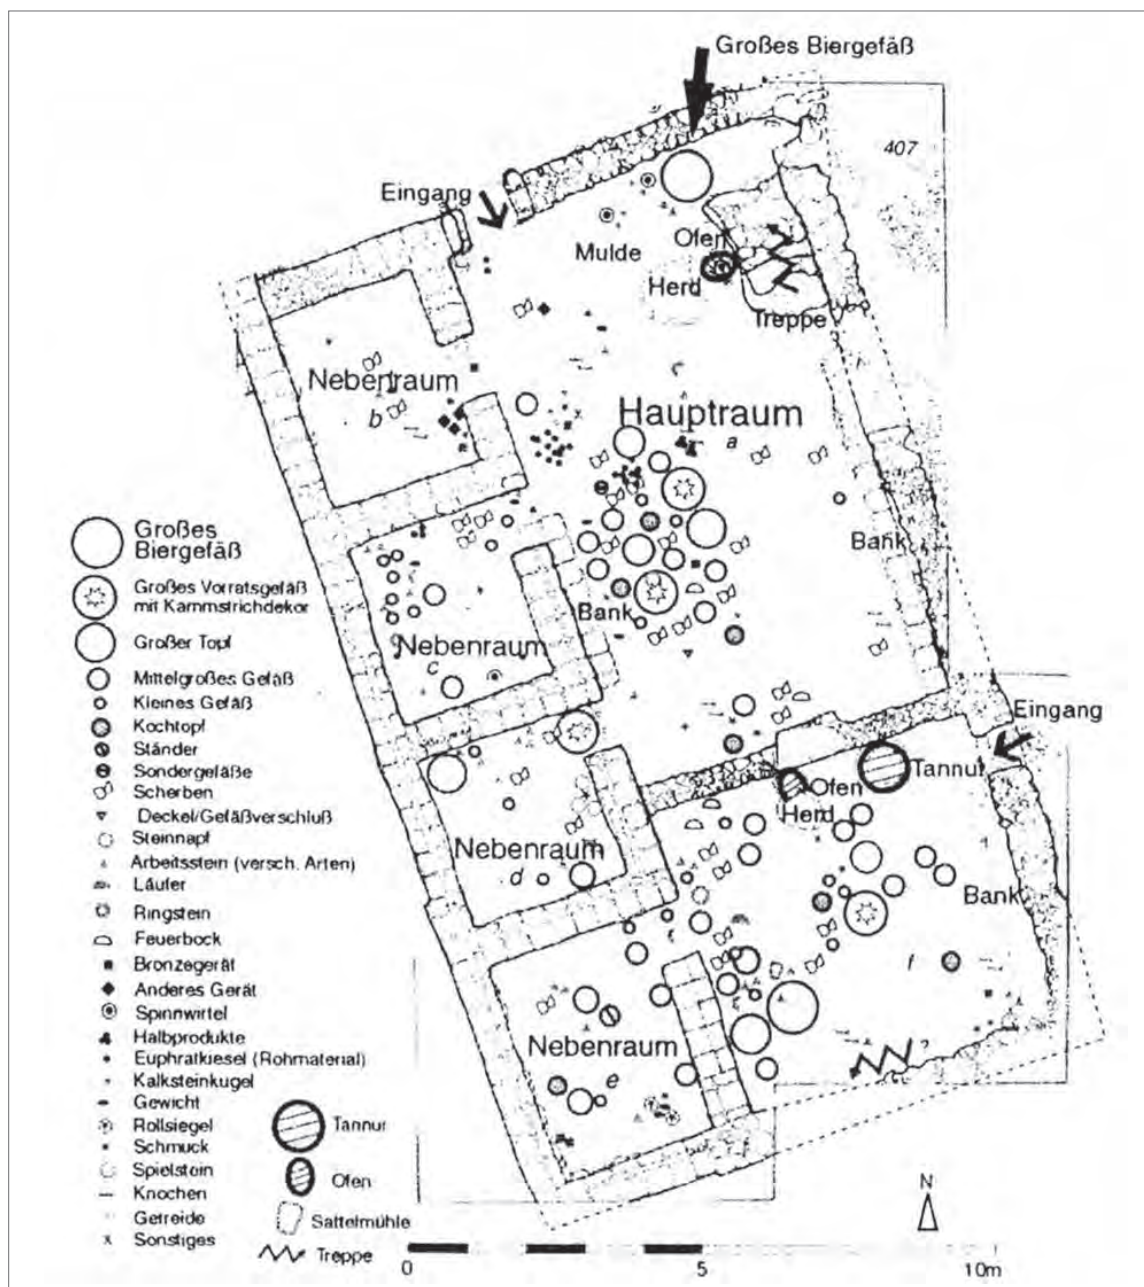 Großes Biergefäß
407
Eingang
Ofen
Mulde
Herd
Treppe
Nebenraum
b
Hauptraum
a
Bank
Bank
Nebenraum
c
Eingang
Tannur
Ofen
Herd
Nebenraum
d
Bank
f
?
Nebenraum
e
Großes
Biergefäß
Großes Vorratsgefäß
mit Kammstrichdekor
Großer Topf
Mittelgroßes Gefäß
Kleines Gefäß
Kochtopf
Ständer
Sondergefäße
Scherben
Deckel/Gefäßverschluß
Steinnapf
Arbeitsstein (versch. Arten)
Läufer
Ringstein
Feuerbock
Bronzegerät
Anderes Gerät
Spinnwirtel
Halbprodukte
Euphratkiesel (Rohmaterial)
Kalksteinkugel
Gewicht
Rollsiegel
Schmuck
Spielstein
Knochen
Getreide
Sonstiges
Tannur
Ofen
Sattelmühle
Treppe
N
0 5 10m